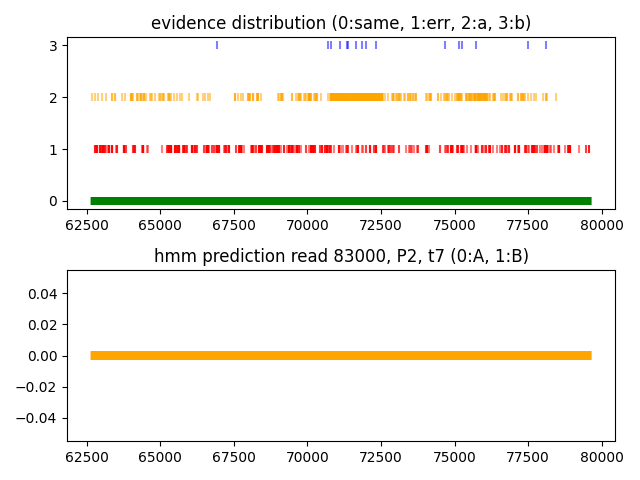 evidence distribution (0:same, 1:err, 2:a, 3:b)
3
2
1
0
62500 65000 67500 70000 72500 75000 77500 80000
hmm prediction read 83000, P2, t7 (0:A, 1:B)
0.04
0.02
0.00
−0.02
−0.04
62500 65000 67500 70000 72500 75000 77500 80000